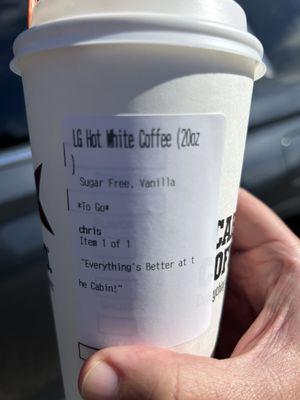 LG Hot White Coffee (20oz
)
Sugar Free, Vanilla
*To Go*
chris
Item 1 of 1
"Everything's Better at t
he Cabin!"